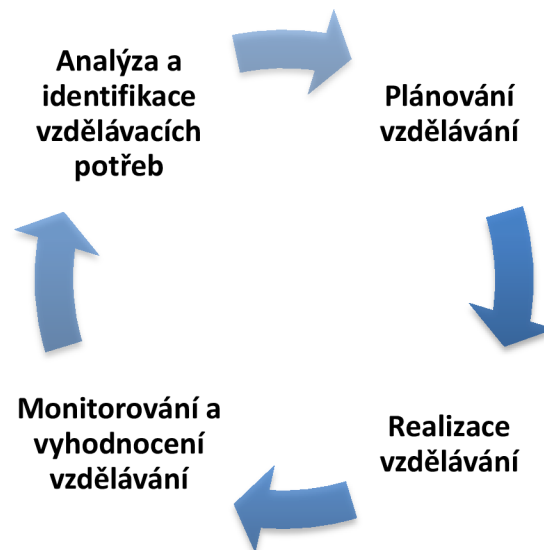 Analýza a
identifikace
vzdělávacích
potřeb
Plánování
vzdělávání
Realizace
vzdělávání
Monitorování a
vyhodnocení
vzdělávání